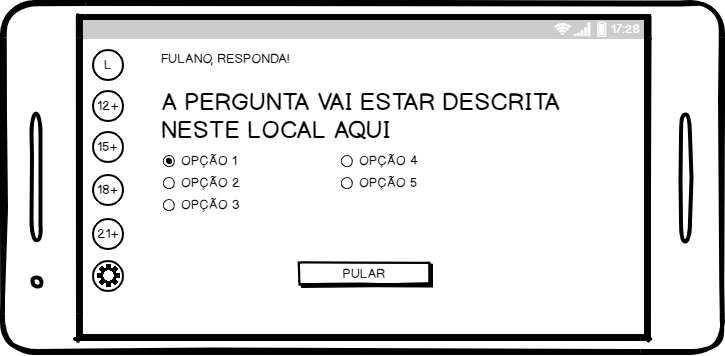 17:28
FULANO, RESPONDA!
L
12+
15+
18+
21+
A PERGUNTA VAI ESTAR DESCRITA
NESTE LOCAL AQUI
OPÇÃO 1
OPÇÃO 2
OPÇÃO 3
OPÇÃO 4
OPÇÃO 5
PULAR